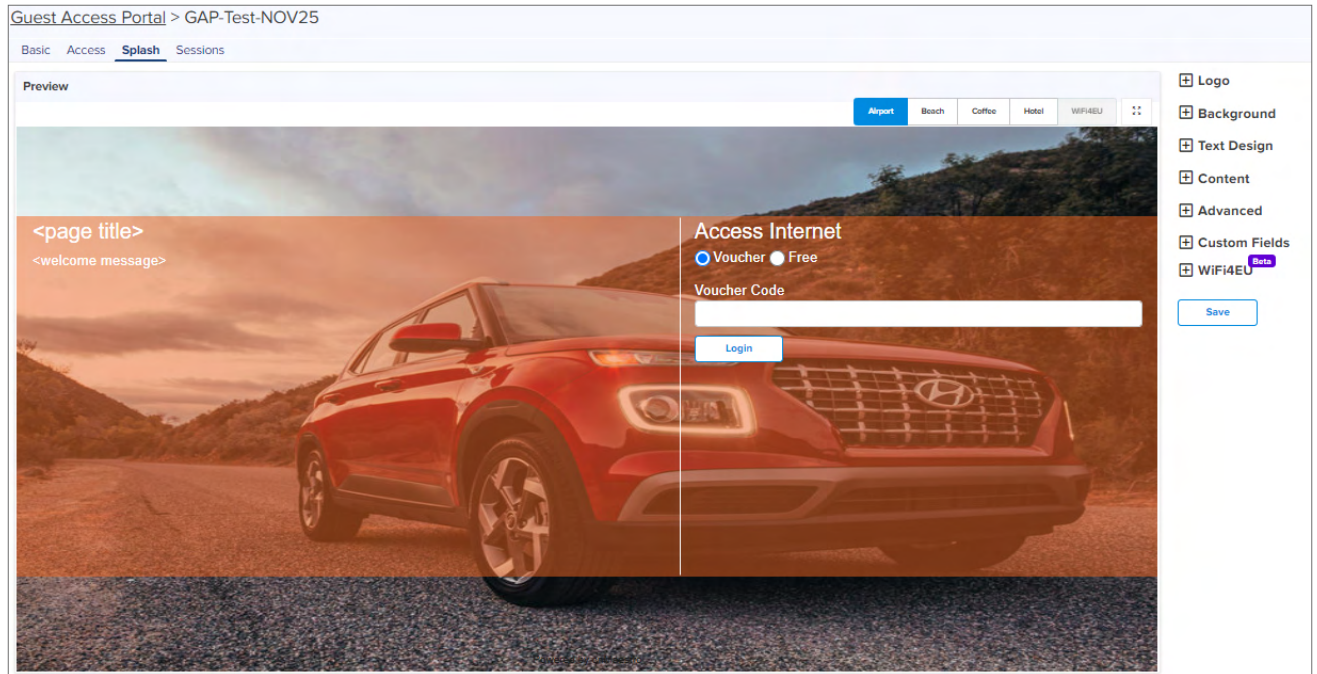 Guest Access Portal > GAP-Test-NOV25
Basic Access Splash Sessions
Preview
Airport Beach Coffee Hotel WiFi4EU
<page title>
<welcome message>
Access Internet
Voucher Free
Voucher Code
Login
Logo
Background
Text Design
Content
Advanced
Custom Fields
WiFi4EU Beta
Save